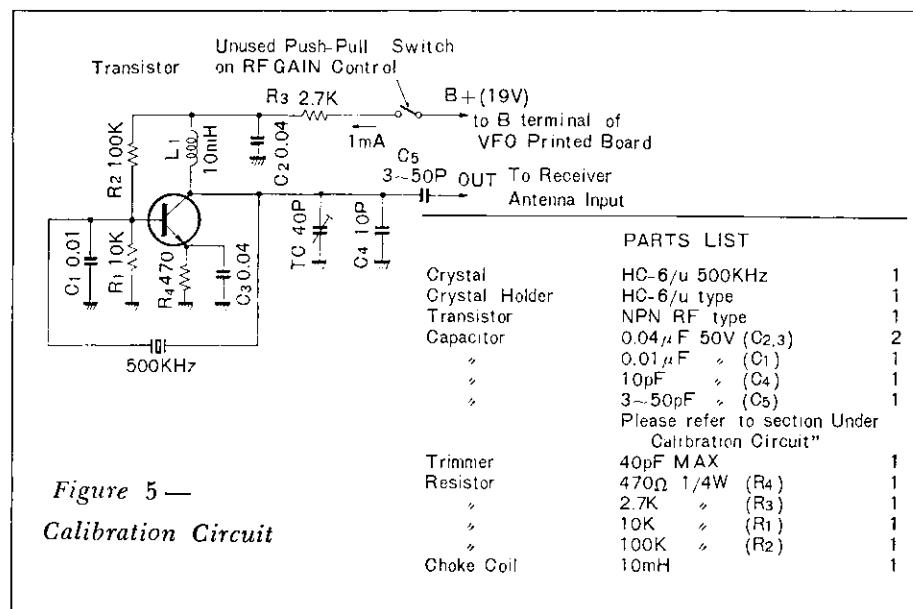 Unused Push-Pull Switch
on RF GAIN Control
Transistor
R3 2.7K
B+(19V)
to B terminal of
VFO Printed Board
1mA
R2 100K
L1
10mH
C2 0.04
C5
3~50P
OUT To Receiver
Antenna Input
C1 0.01
R1 10K
R4 470
C3 0.04
TC 40P
C4 10P
500KHz
PARTS LIST
Crystal HC-6/u 500KHz 1
Crystal Holder HC-6/u type 1
Transistor NPN RF type 1
Capacitor 0.04μF 50V (C2,3) 2
〃 0.01μF 〃 (C1) 1
〃 10pF 〃 (C4) 1
〃 3~50pF 〃 (C5) 1
Please refer to section Under
Calibration Circuit"
Trimmer 40pF MAX 1
Resistor 470Ω 1/4W (R4) 1
〃 2.7K 〃 (R3) 1
〃 10K 〃 (R1) 1
〃 100K 〃 (R2) 1
Choke Coil 10mH 1
Figure 5 —
Calibration Circuit